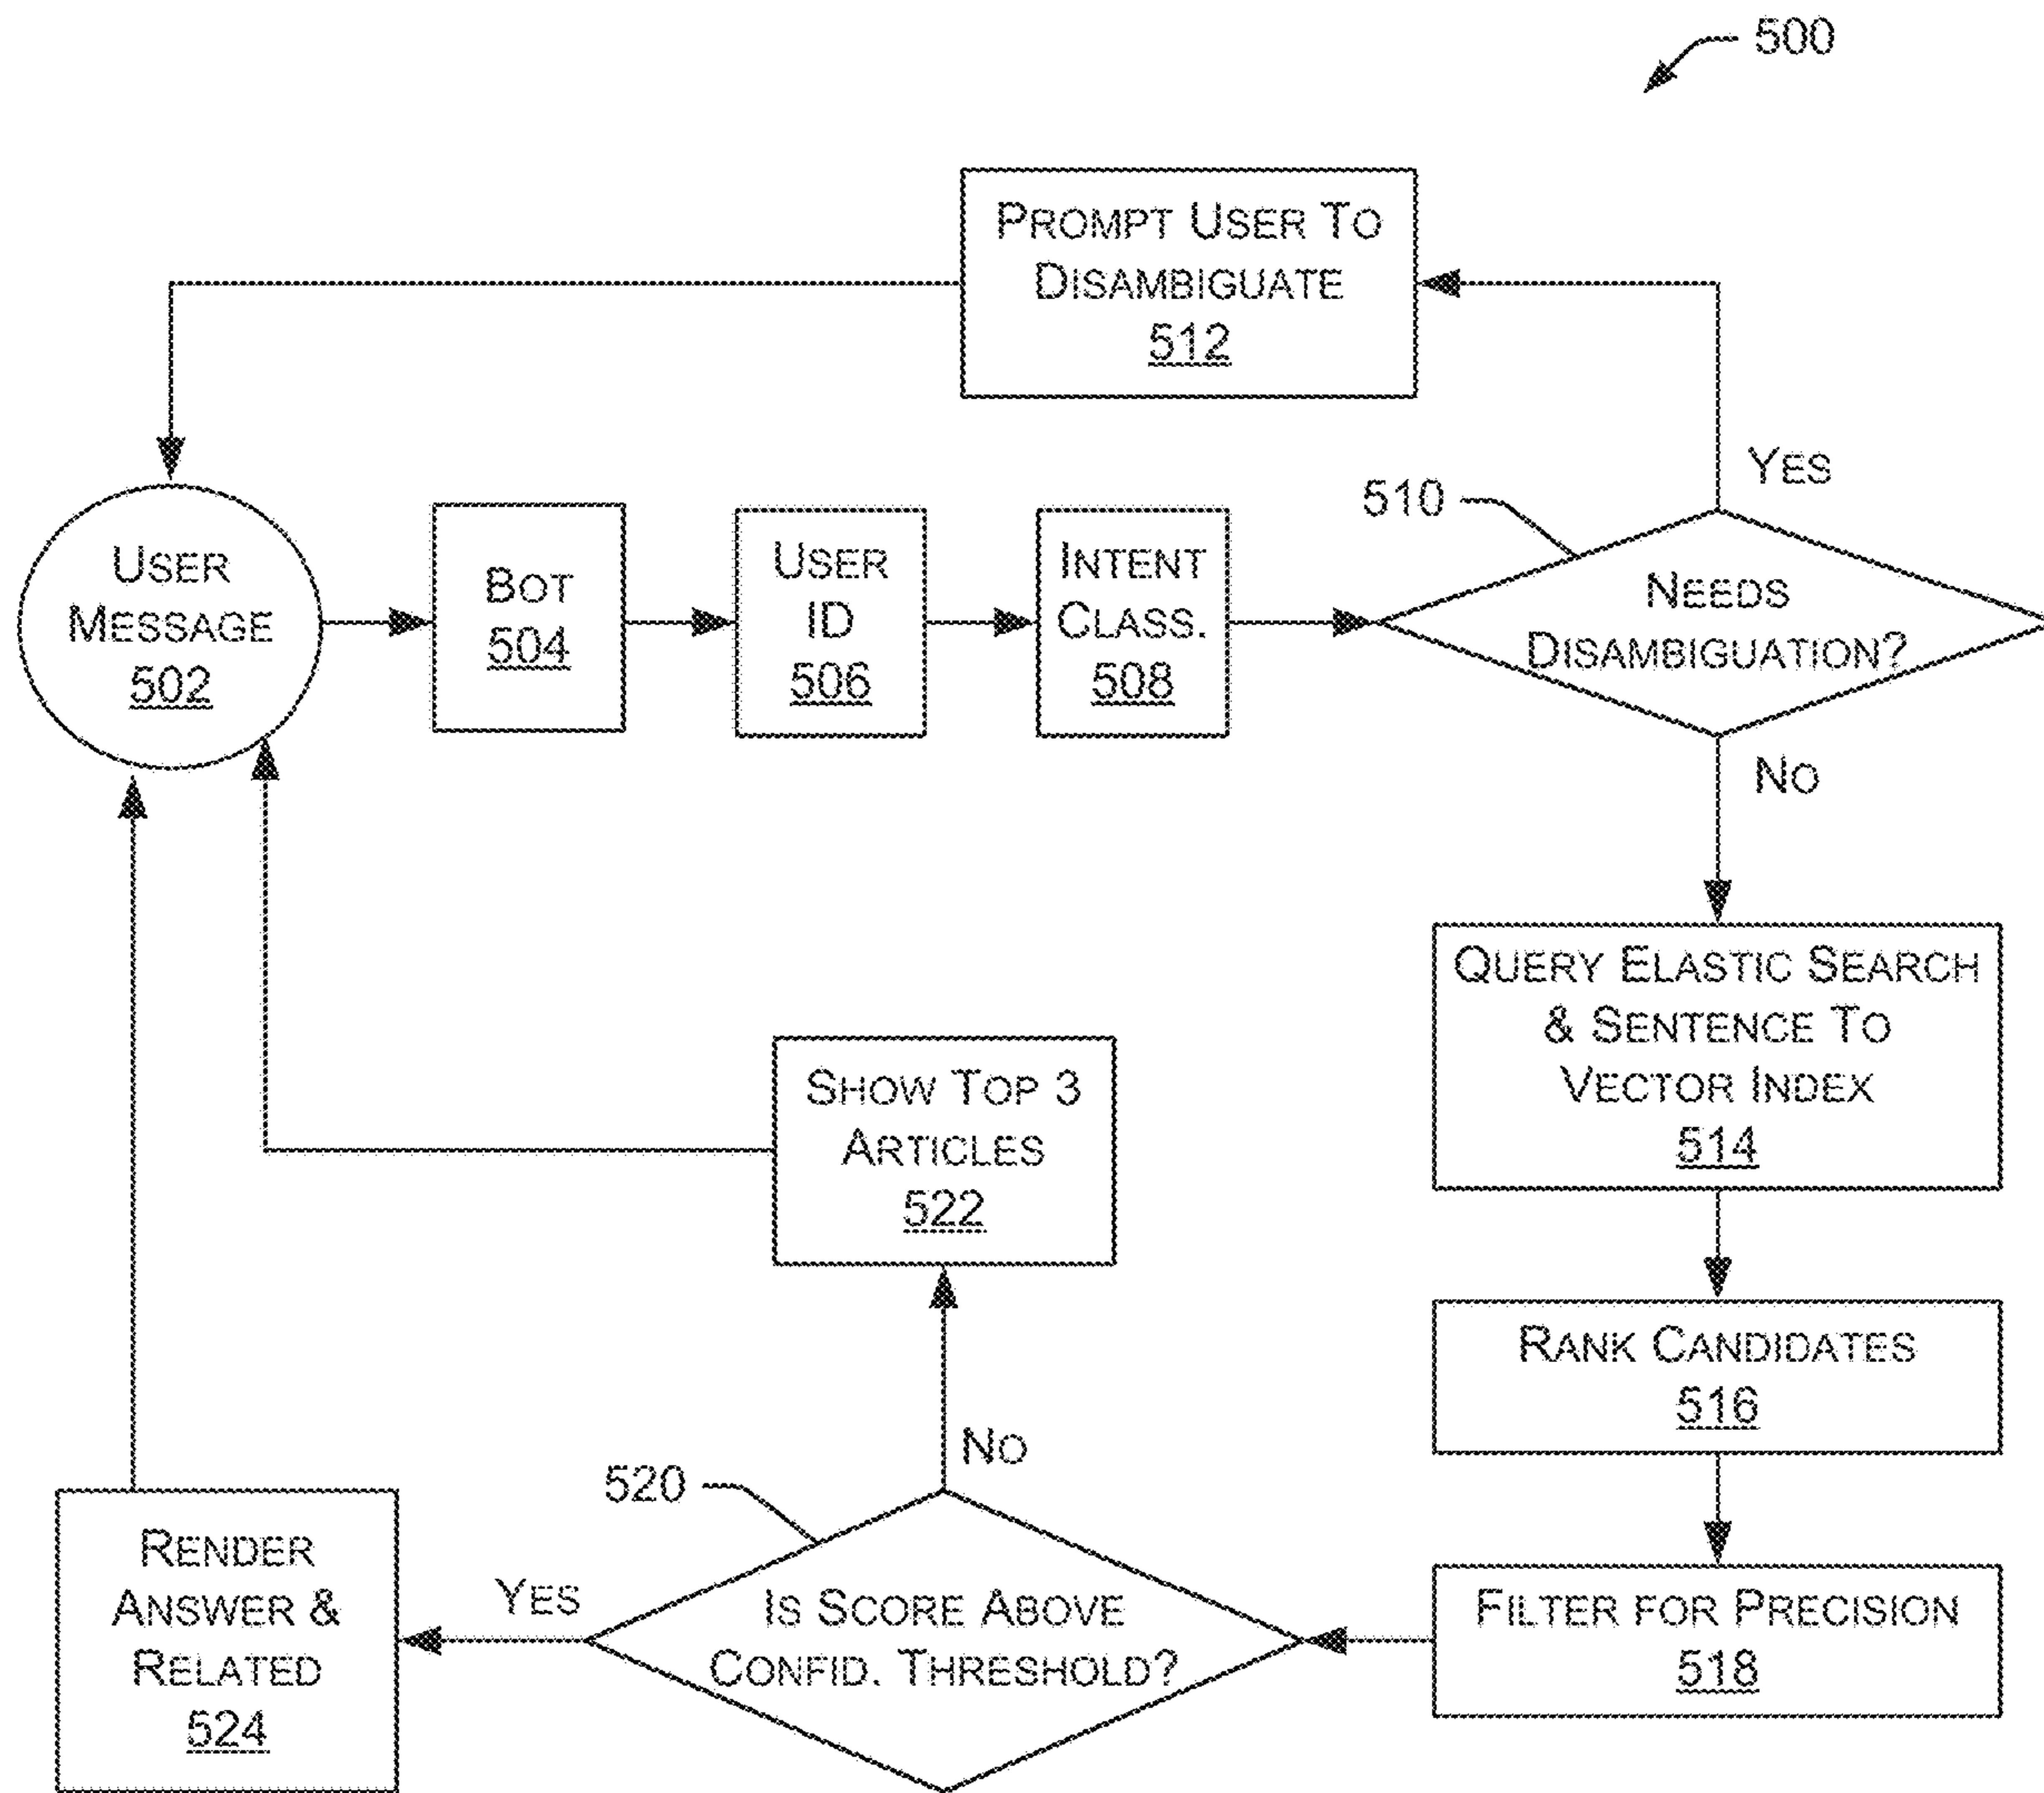 500
PROMPT USER TO
DISAMBIGUATE
512
YES
510
USER
MESSAGE
502
BOT
504
USER
ID
506
INTENT
CLASS.
508
NEEDS
DISAMBIGUATION?
NO
QUERY ELASTIC SEARCH
& SENTENCE TO
VECTOR INDEX
514
SHOW TOP 3
ARTICLES
522
RANK CANDIDATES
516
NO
520
RENDER
ANSWER &
RELATED
524
YES
IS SCORE ABOVE
CONFID. THRESHOLD?
FILTER FOR PRECISION
518